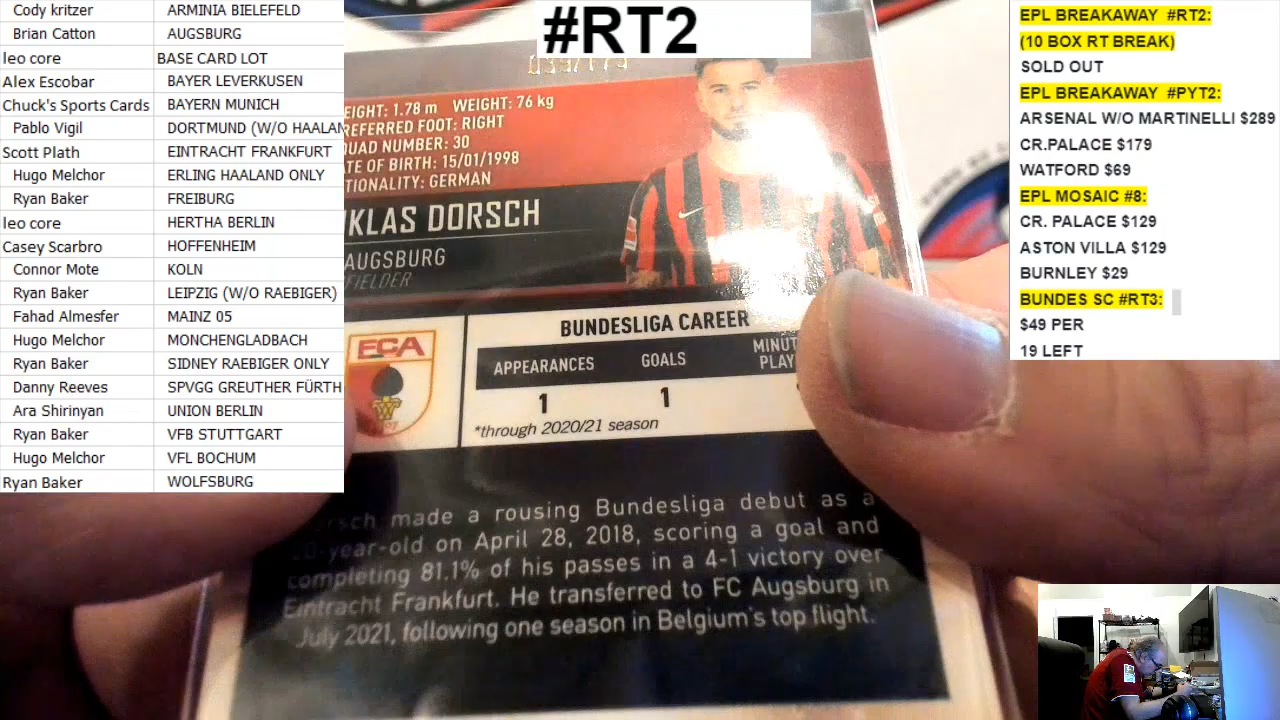 Cody kritzer ARMINIA BIELEFELD
Brian Catton AUGSBURG
leo core BASE CARD LOT
Alex Escobar BAYER LEVERKUSEN
Chuck's Sports Cards BAYERN MUNICH
Pablo Vigil DORTMUND (W/O HAALAN
Scott Plath EINTRACHT FRANKFURT
Hugo Melchor ERLING HAALAND ONLY
Ryan Baker FREIBURG
leo core HERTHA BERLIN
Casey Scarbro HOFFENHEIM
Connor Mote KOLN
Ryan Baker LEIPZIG (W/O RAEBIGER)
Fahad Almesfer MAINZ 05
Hugo Melchor MONCHENGLADBACH
Ryan Baker SIDNEY RAEBIGER ONLY
Danny Reeves SPVGG GREUTHER FÜRTH
Ara Shirinyan UNION BERLIN
Ryan Baker VFB STUTTGART
Hugo Melchor VFL BOCHUM
Ryan Baker WOLFSBURG
#RT2
EIGHT: 1.78 m WEIGHT: 76 kg
REFERRED FOOT: RIGHT
QUAD NUMBER: 30
ATE OF BIRTH: 15/01/1998
TIONALITY: GERMAN
IKLAS DORSCH
AUGSBURG
FIELDER
FCA
BUNDESLIGA CAREER
APPEARANCES GOALS MINUT
PLAY
1 1
*through 2020/21 season
orsch made a rousing Bundesliga debut as a
-year-old on April 28, 2018, scoring a goal and
completing 81.1% of his passes in a 4-1 victory over
Eintracht Frankfurt. He transferred to FC Augsburg in
July 2021, following one season in Belgium's top flight.
EPL BREAKAWAY #RT2:
(10 BOX RT BREAK)
SOLD OUT
EPL BREAKAWAY #PYT2:
ARSENAL W/O MARTINELLI $289
CR.PALACE $179
WATFORD $69
EPL MOSAIC #8:
CR. PALACE $129
ASTON VILLA $129
BURNLEY $29
BUNDES SC #RT3:
$49 PER
19 LEFT